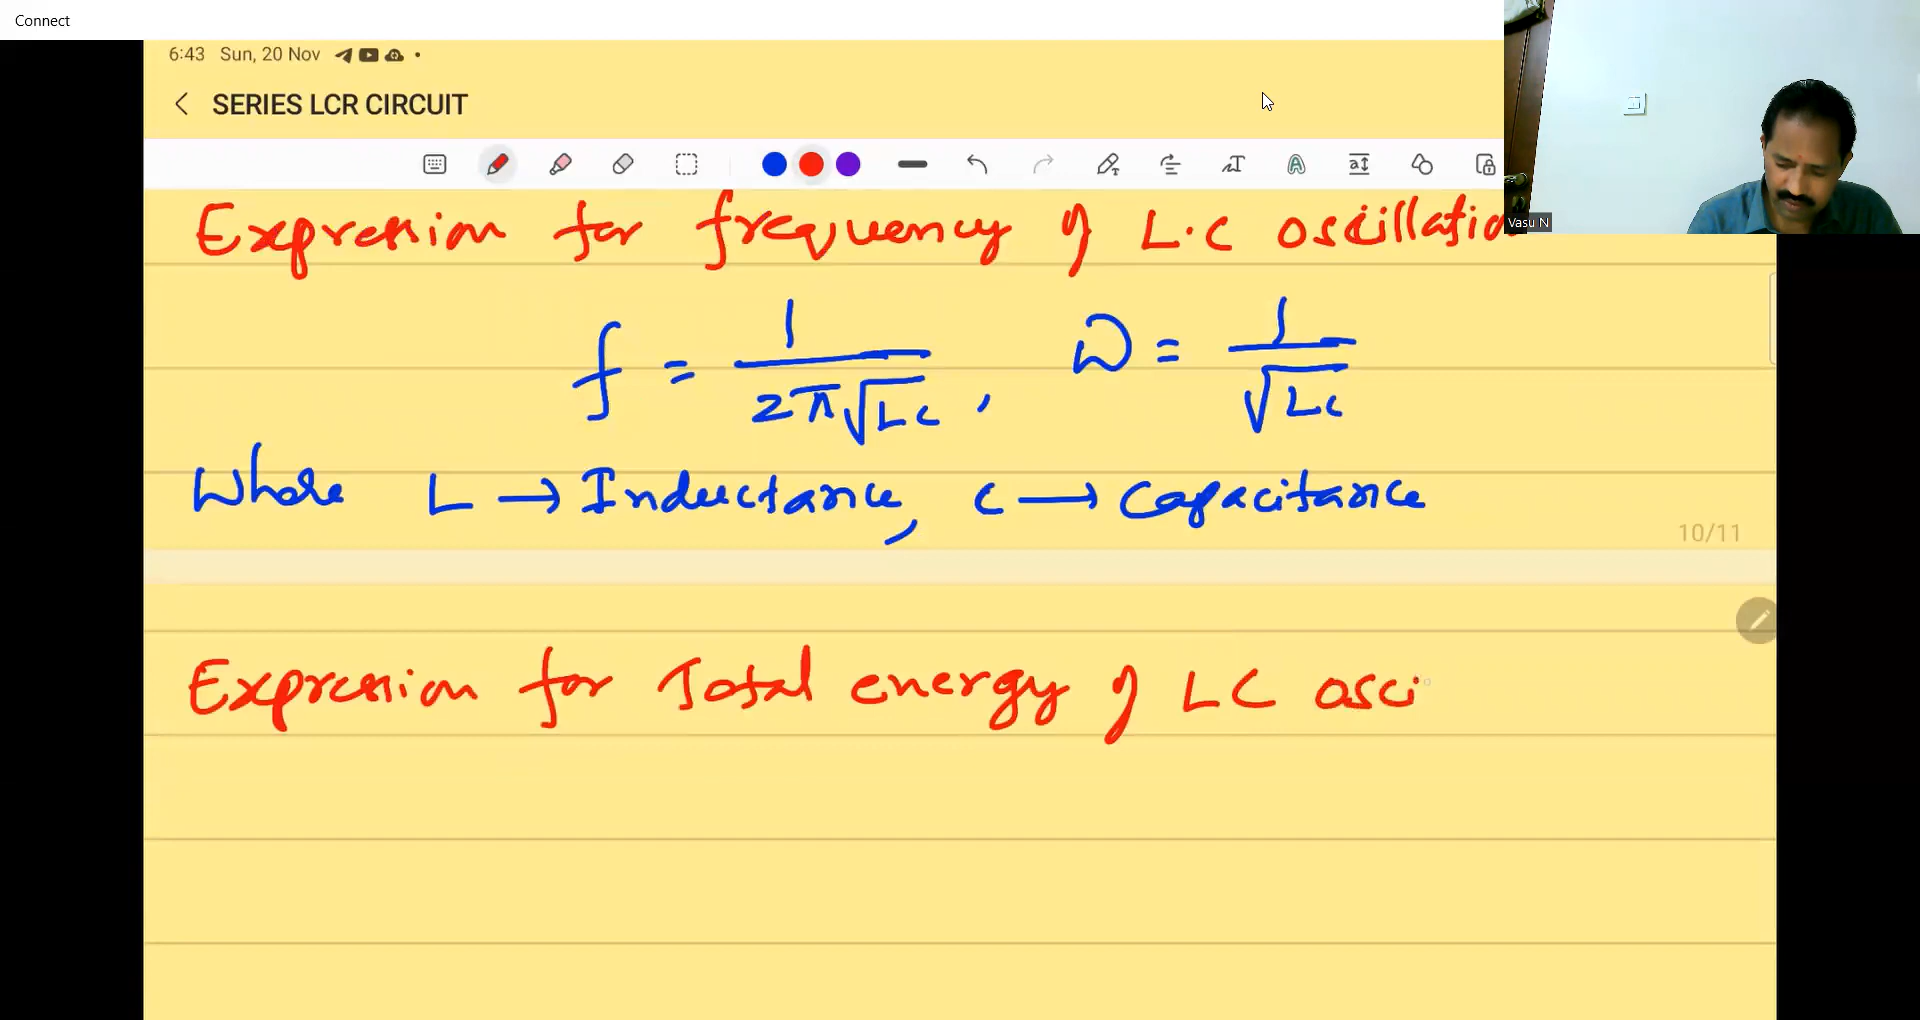 Connect
6:43 Sun, 20 Nov
SERIES LCR CIRCUIT
Vasu N
Expression for frequency of L.C oscillatio
f = 1 / 2π√LC , ω = 1 / √LC
Where L → Inductance, C → Capacitance
10/11
Expression for Total energy of LC osci